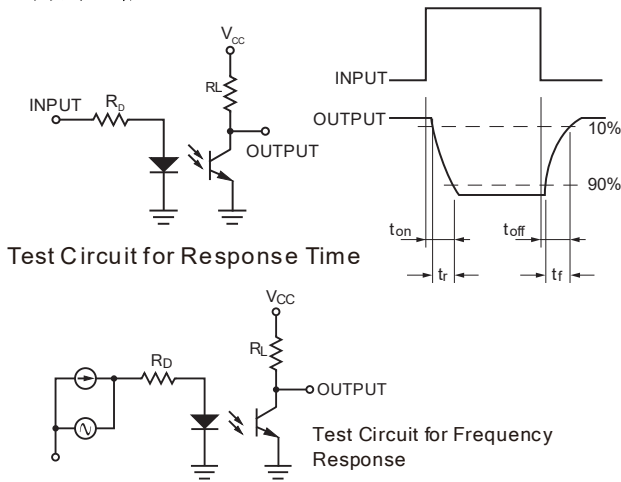 V_CC
R_L
INPUT
R_D
OUTPUT
INPUT
OUTPUT
10%
90%
t_on
t_off
t_r
t_f
Test Circuit for Response Time
V_CC
R_D
R_L
OUTPUT
Test Circuit for Frequency
Response